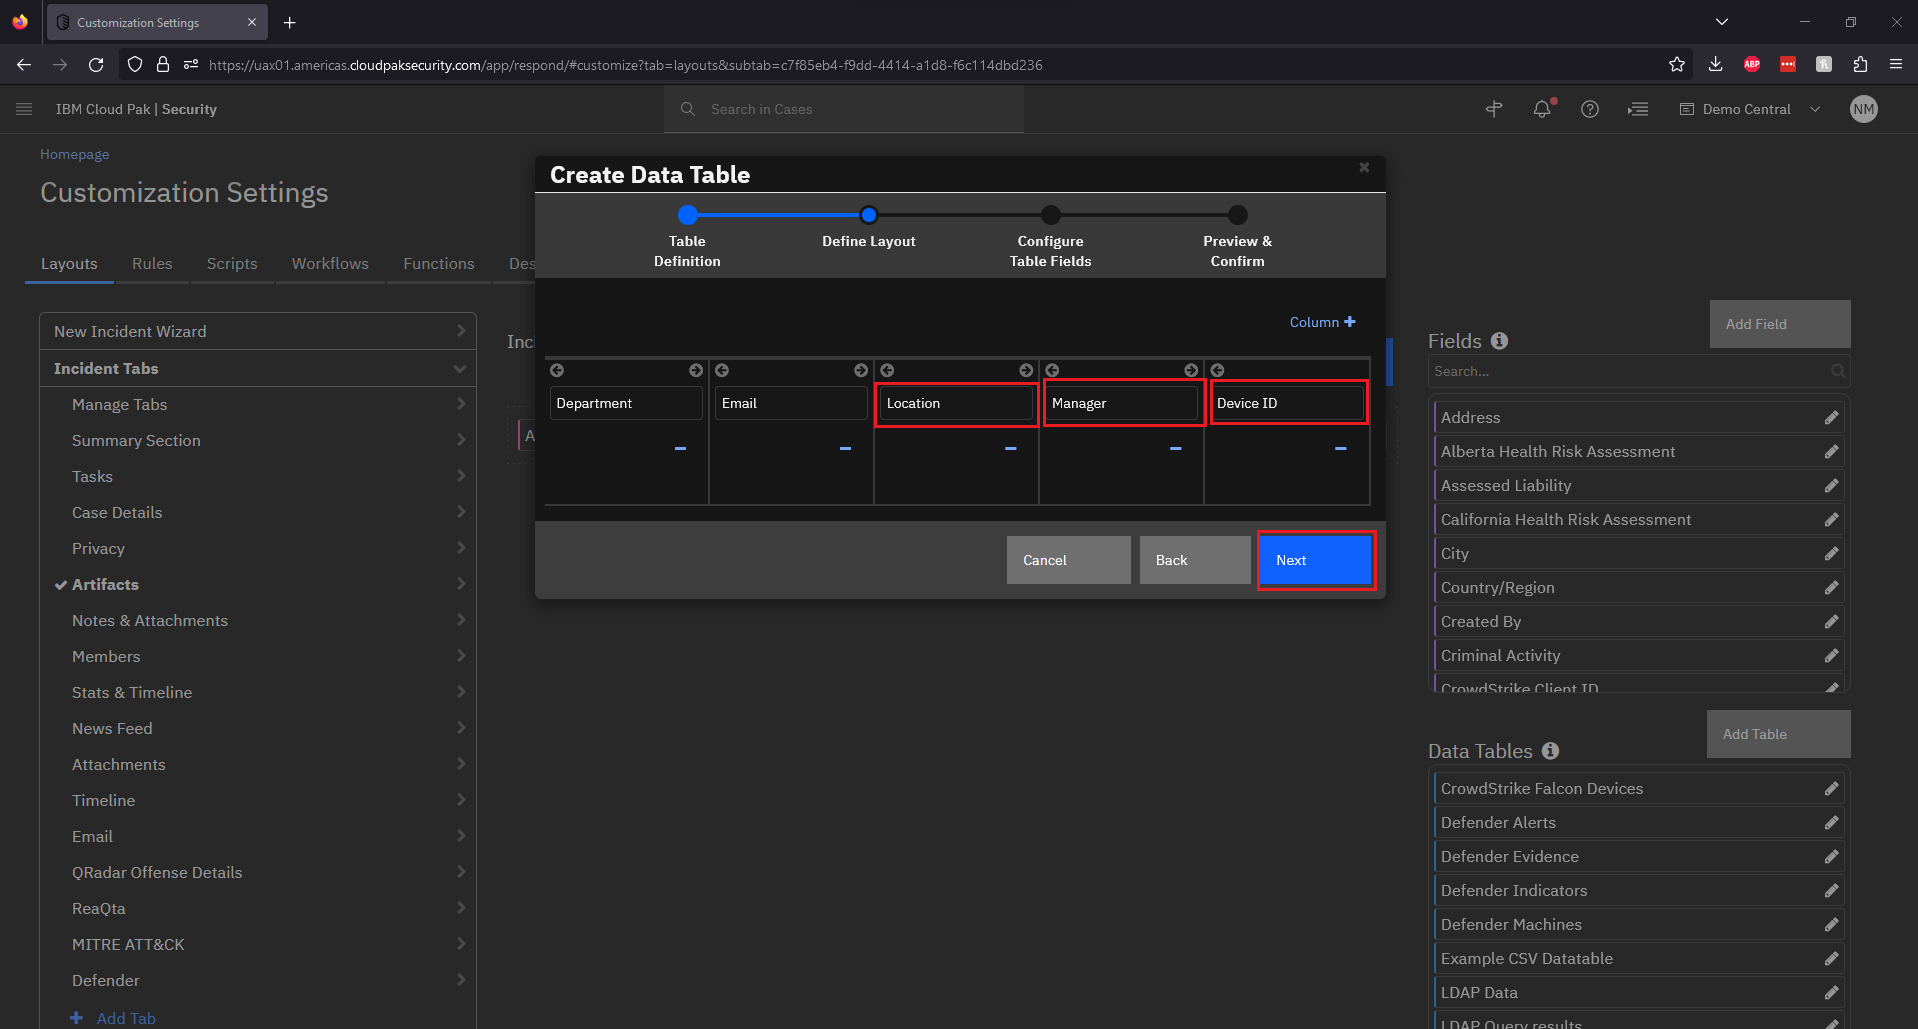 Customization Settings
https://uax01.americas.cloudpaksecurity.com/app/respond/#customize?tab=layouts&subtab=c7f85eb4-f9dd-4414-a1d8-f6c114dbd236
ABP
IBM Cloud Pak | Security
Search in Cases
Demo Central
NM
Homepage
Customization Settings
Layouts Rules Scripts Workflows Functions Des
New Incident Wizard
Incident Tabs
Manage Tabs
Summary Section
Tasks
Case Details
Privacy
Artifacts
Notes & Attachments
Members
Stats & Timeline
News Feed
Attachments
Timeline
Email
QRadar Offense Details
ReaQta
MITRE ATT&CK
Defender
Add Tab
Inc
A
Create Data Table
Table Definition
Define Layout
Configure Table Fields
Preview & Confirm
Column
Department Email Location Manager Device ID
Cancel Back Next
Add Field
Fields
Search...
Address
Alberta Health Risk Assessment
Assessed Liability
California Health Risk Assessment
City
Country/Region
Created By
Criminal Activity
CrowdStrike Client ID
Add Table
Data Tables
CrowdStrike Falcon Devices
Defender Alerts
Defender Evidence
Defender Indicators
Defender Machines
Example CSV Datatable
LDAP Data
LDAP Query results